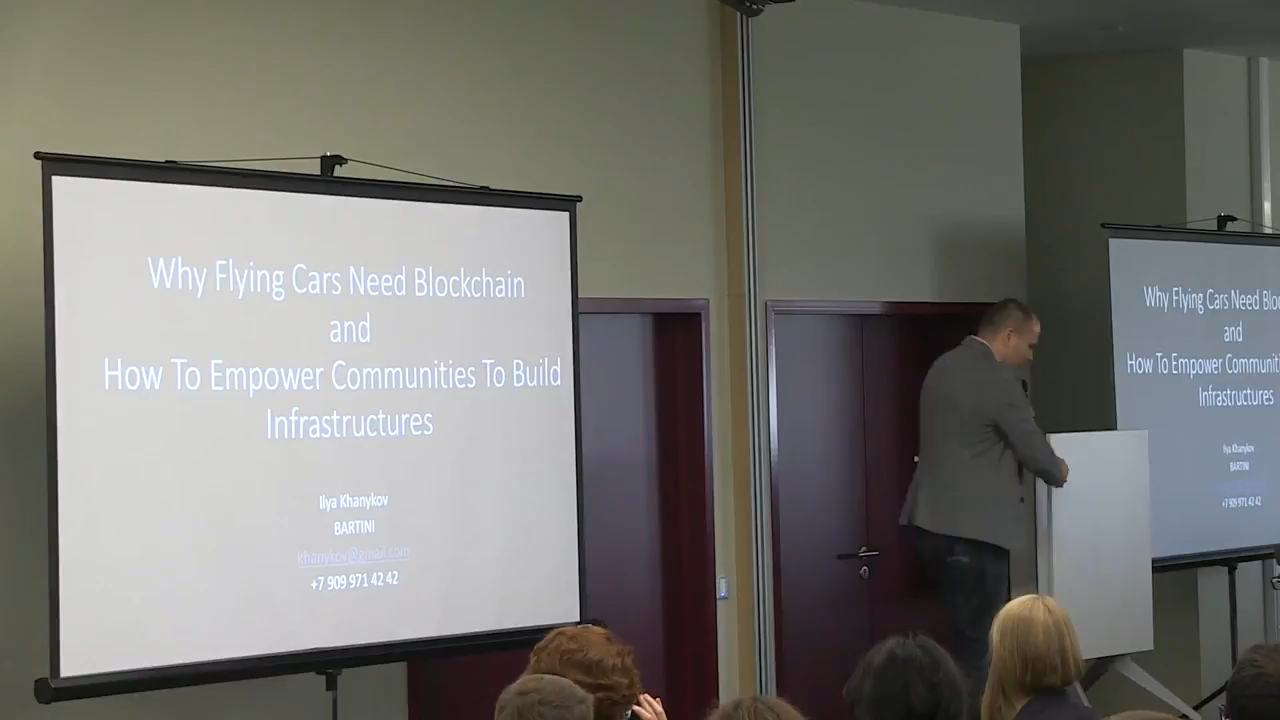 Why Flying Cars Need Blockchain
and
How To Empower Communities To Build
Infrastructures
Ilya Khanykov
BARTINI
khanykov@gmail.com
+7 909 971 42 42
Why Flying Cars Need
and
How To Empower
Infrastructures
Ilya Khanykov
BARTINI
+7 909 971 42 42